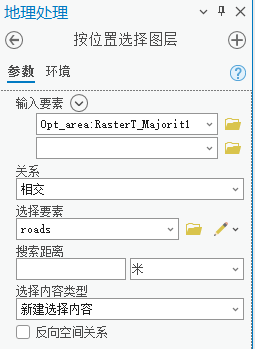 地理处理
按位置选择图层
参数 环境
输入要素
Opt_area:RasterT_Majorit1
关系
相交
选择要素
roads
搜索距离
米
选择内容类型
新建选择内容
反向空间关系